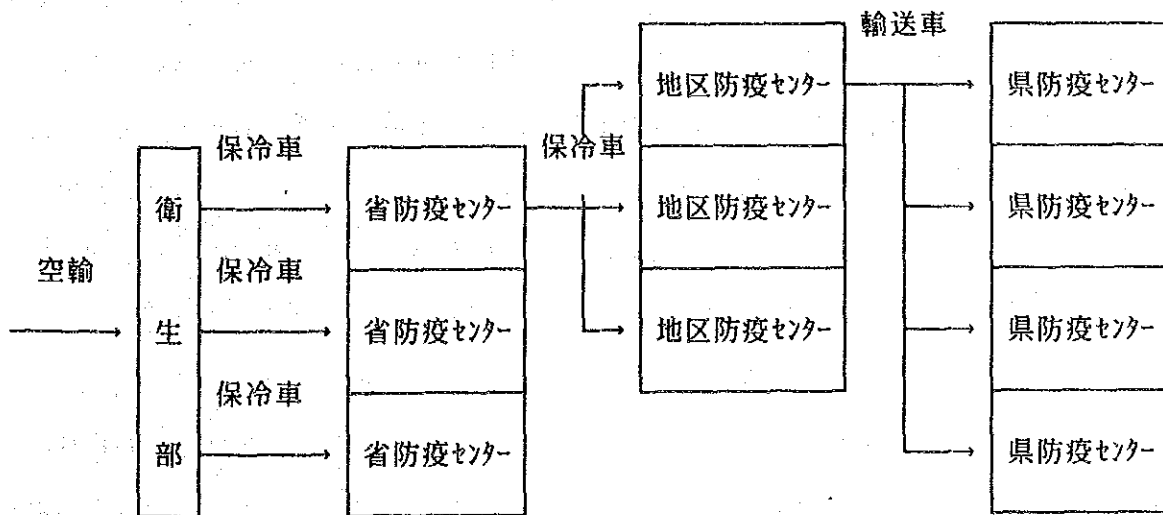 空輸
衛生部
保冷車
保冷車
保冷車
省防疫センター
省防疫センター
省防疫センター
保冷車
地区防疫センター
地区防疫センター
地区防疫センター
輸送車
県防疫センター
県防疫センター
県防疫センター
県防疫センター